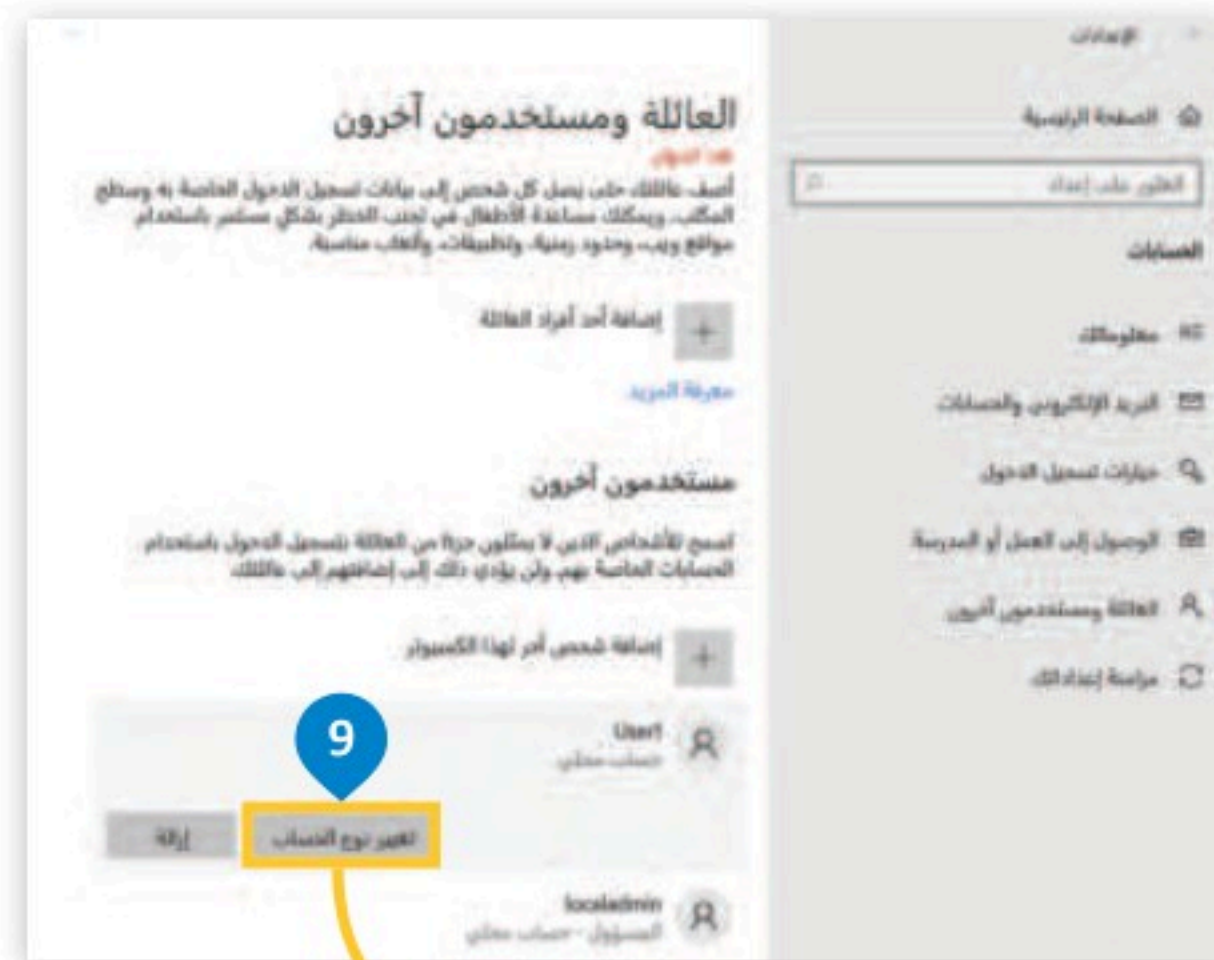 الإعدادات
الصفحة الرئيسية
العثور على إعداد
الحسابات
معلوماتك
البريد الإلكتروني والحسابات
خيارات تسجيل الدخول
الوصول إلى العمل أو المدرسة
العائلة ومستخدمون آخرون
مزامنة إعداداتك
العائلة ومستخدمون آخرون
أضف عائلتك حتى يصل كل شخص إلى بيانات تسجيل الدخول الخاصة به وسطح
المكتب. ويمكنك مساعدة الأطفال في تجنب الخطر بشكل مستمر باستخدام
مواقع ويب، وحدود زمنية، وتطبيقات، وألعاب مناسبة.
إضافة أحد أفراد العائلة
معرفة المزيد
مستخدمون آخرون
اسمح للأشخاص الذين لا يمثلون جزءًا من العائلة بتسجيل الدخول باستخدام
الحسابات الخاصة بهم. ولن يؤدي ذلك إلى إضافتهم إلى عائلتك.
إضافة شخص آخر لهذا الكمبيوتر
User1
حساب محلي
9
تغيير نوع الحساب
إزالة
localadmin
المسؤول - حساب محلي